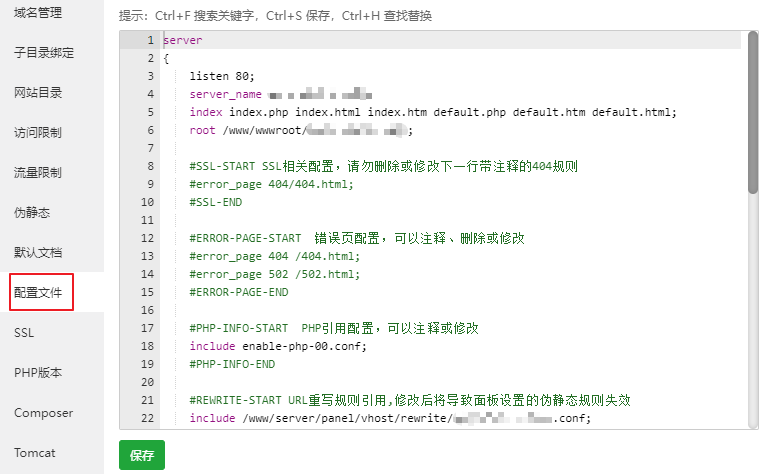 域名管理
子目录绑定
网站目录
访问限制
流量限制
伪静态
默认文档
配置文件
SSL
PHP版本
Composer
Tomcat
提示：Ctrl+F 搜索关键字，Ctrl+S 保存，Ctrl+H 查找替换
1 server
2 {
3 listen 80;
4 server_name
5 index index.php index.html index.htm default.php default.htm default.html;
6 root /www/wwwroot/ ;
7
8 #SSL-START SSL相关配置，请勿删除或修改下一行带注释的404规则
9 #error_page 404/404.html;
10 #SSL-END
11
12 #ERROR-PAGE-START 错误页配置，可以注释、删除或修改
13 #error_page 404 /404.html;
14 #error_page 502 /502.html;
15 #ERROR-PAGE-END
16
17 #PHP-INFO-START PHP引用配置，可以注释或修改
18 include enable-php-00.conf;
19 #PHP-INFO-END
20
21 #REWRITE-START URL重写规则引用,修改后将导致面板设置的伪静态规则失效
22 include /www/server/panel/vhost/rewrite/ .conf;
保存